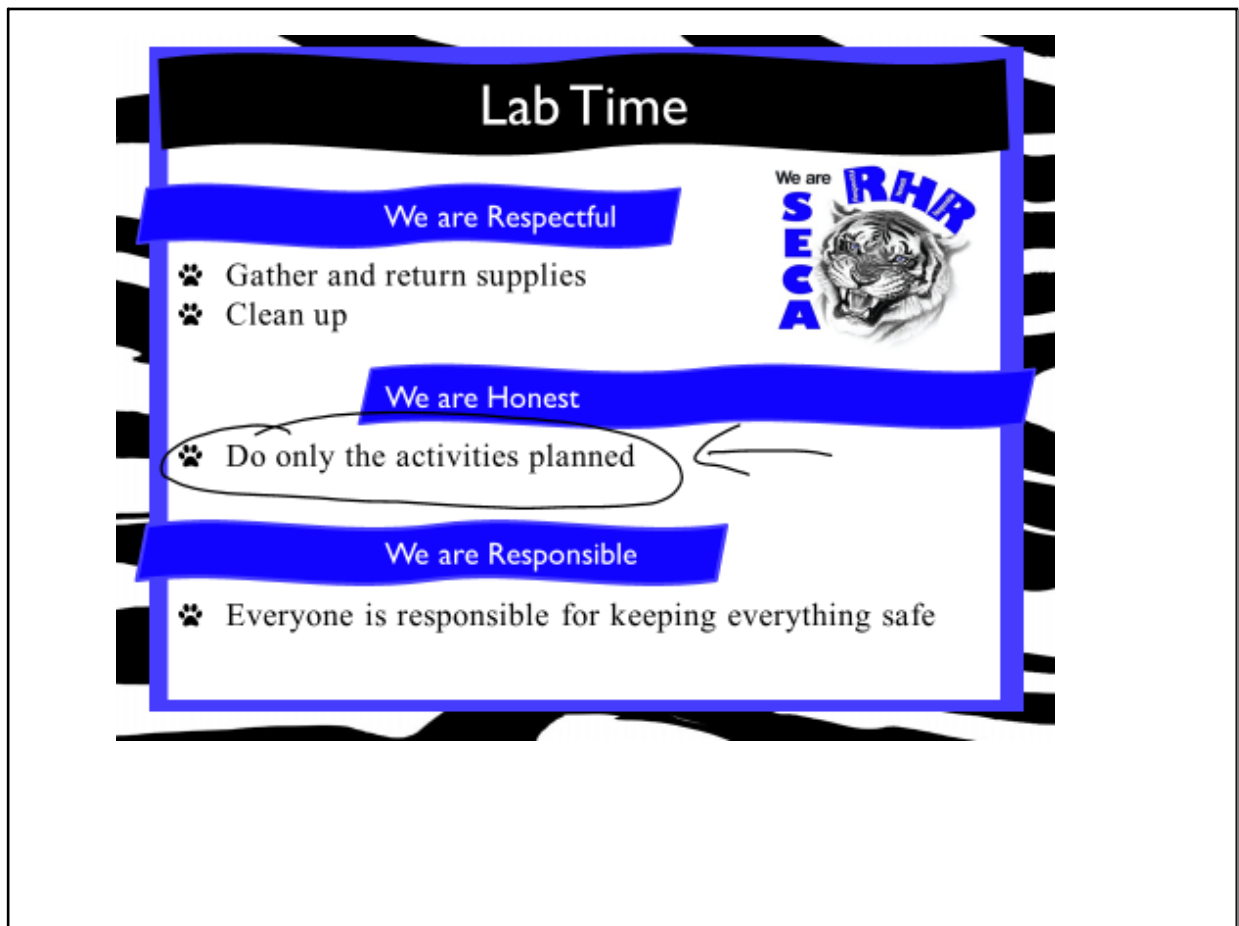 Lab Time
We are RHR
SECA
We are Respectful
Gather and return supplies
Clean up
We are Honest
Do only the activities planned
We are Responsible
Everyone is responsible for keeping everything safe